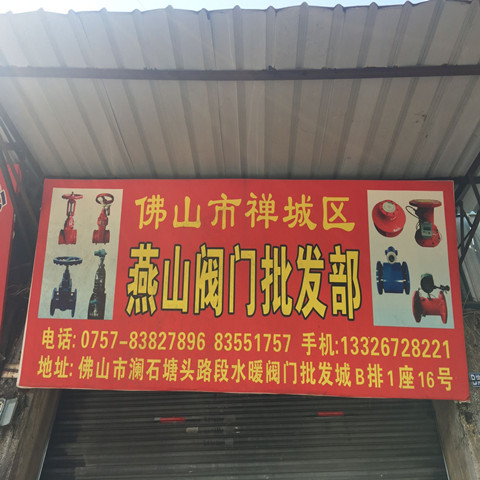 佛山市禅城区
燕山阀门批发部
电话: 0757-83827896 83551757 手机:13326728221
地址: 佛山市澜石塘头路段水暖阀门批发城B排1座16号